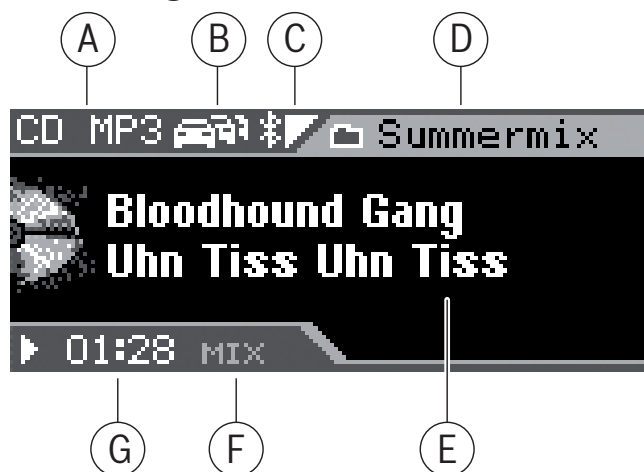 A B C D
CD MP3 Summermix
Bloodhound Gang
Uhn Tiss Uhn Tiss
01:28 MIX
G F E